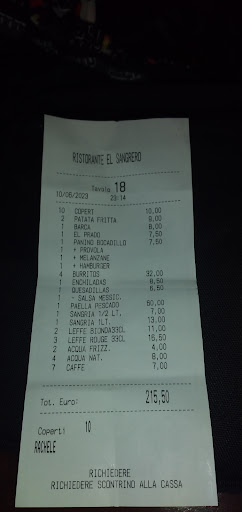 RISTORANTE EL SANGRERO
Tavolo 18
10/06/2023 23:14
10 COPERI 10,00
2 PATATA FRITTA 8,00
1 BARCA 8,00
1 EL PRADO 7,50
1 PANINO BOCADILLO 7,50
1 + PROVOLA
1 + MELANZANE
1 + HAMBURGER
4 BURRITOS 32,00
1 ENCHILADAS 8,50
1 QUESADILLAS 6,50
1 - SALSA MESSIC.
1 PAELLA PESCADO 50,00
1 SANGRIA 1/2 LT. 7,00
1 SANGRIA 1LT. 13,00
2 LEFFE BIONDA33CL 11,00
3 LEFFE ROUGE 33CL 16,50
2 ACQUA FRIZZ. 4,00
4 ACQUA NAT. 8,00
7 CAFFE' 7,00
Tot. Euro: 215,50
Coperti 10
RACHELE
RICHIEDERE
RICHIEDERE SCONTRINO ALLA CASSA